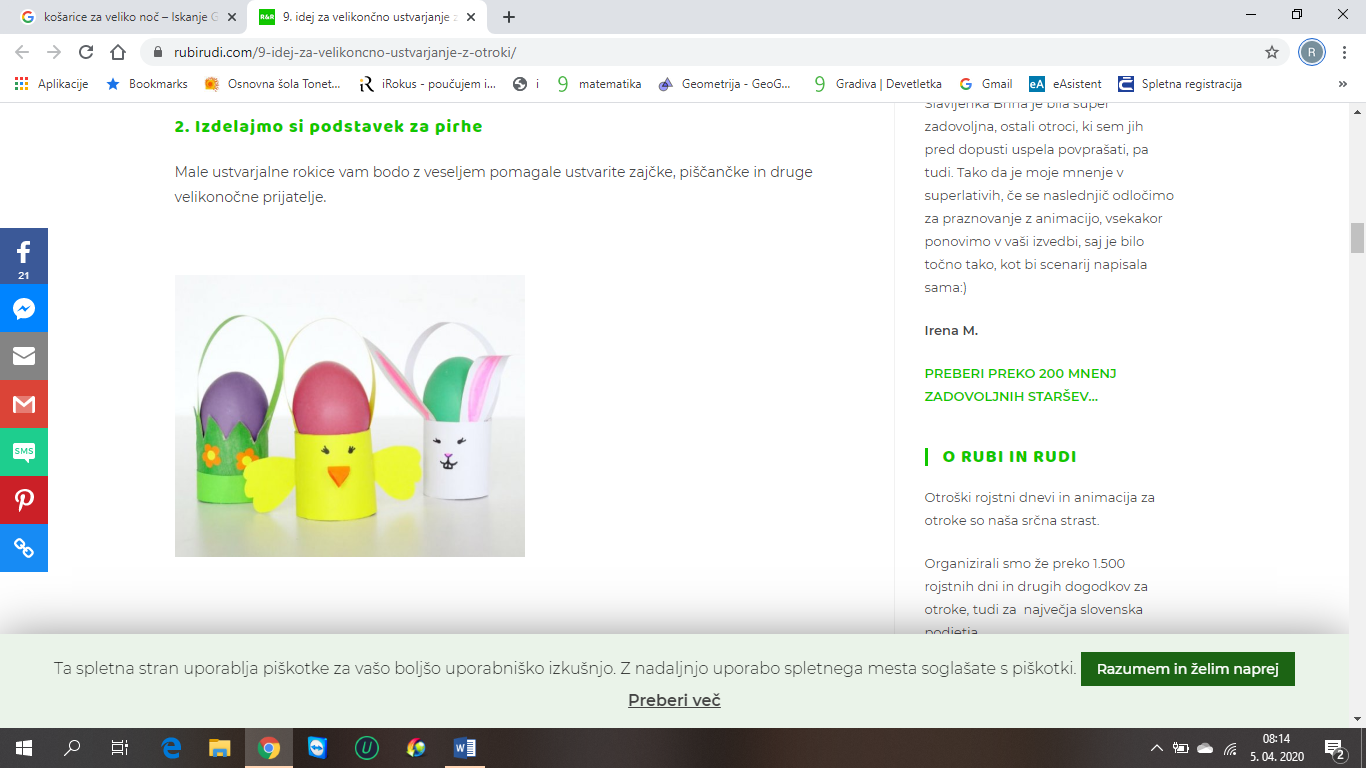 košarice za veliko noč – Iskanje G
9. idej za velikončno ustvarjanje z
rubirudi.com/9-idej-za-velikoncno-ustvarjanje-z-otroki/
R
Aplikacije
Bookmarks
Osnovna šola Tonet...
iRokus - poučujem i...
i
matematika
Geometrija - GeoG...
Gradiva | Devetletka
Gmail
eAsistent
Spletna registracija
»
2. Izdelajmo si podstavek za pirhe
Male ustvarjalne rokice vam bodo z veseljem pomagale ustvarite zajčke, piščančke in druge
velikonočne prijatelje.
21
SMS
Slavljenka Brina je bila super
zadovoljna, ostali otroci, ki sem jih
pred dopusti uspela povprašati, pa
tudi. Tako da je moje mnenje v
superlativih, če se naslednjič odločimo
za praznovanje z animacijo, vsekakor
ponovimo v vaši izvedbi, saj je bilo
točno tako, kot bi scenarij napisala
sama:)
Irena M.
PREBERI PREKO 200 MNENJ
ZADOVOLJNIH STARŠEV...
O RUBI IN RUDI
Otroški rojstni dnevi in animacija za
otroke so naša srčna strast.
Organizirali smo že preko 1.500
rojstnih dni in drugih dogodkov za
otroke, tudi za največja slovenska
podjetja
Ta spletna stran uporablja piškotke za vašo boljšo uporabniško izkušnjo. Z nadaljnjo uporabo spletnega mesta soglašate s piškotki. Razumem in želim naprej
Preberi več
08:14
5. 04. 2020
2